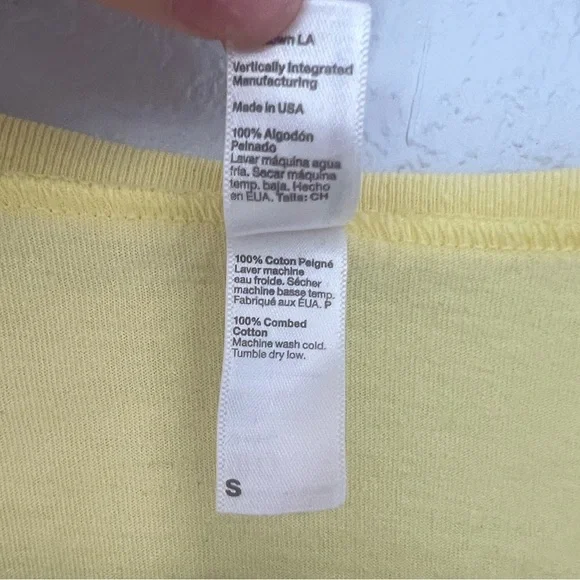 LA
Vertically Integrated
Manufacturing
Made in USA
100% Algodón
Peinado
Lavar máquina agua
fría. Secar máquina
temp. baja. Hecho
en EUA. Talla: CH
100% Coton Peigné
Laver machine
eau froide. Sécher
machine basse temp.
Fabriqué aux EUA. P
100% Combed
Cotton
Machine wash cold.
Tumble dry low.
S